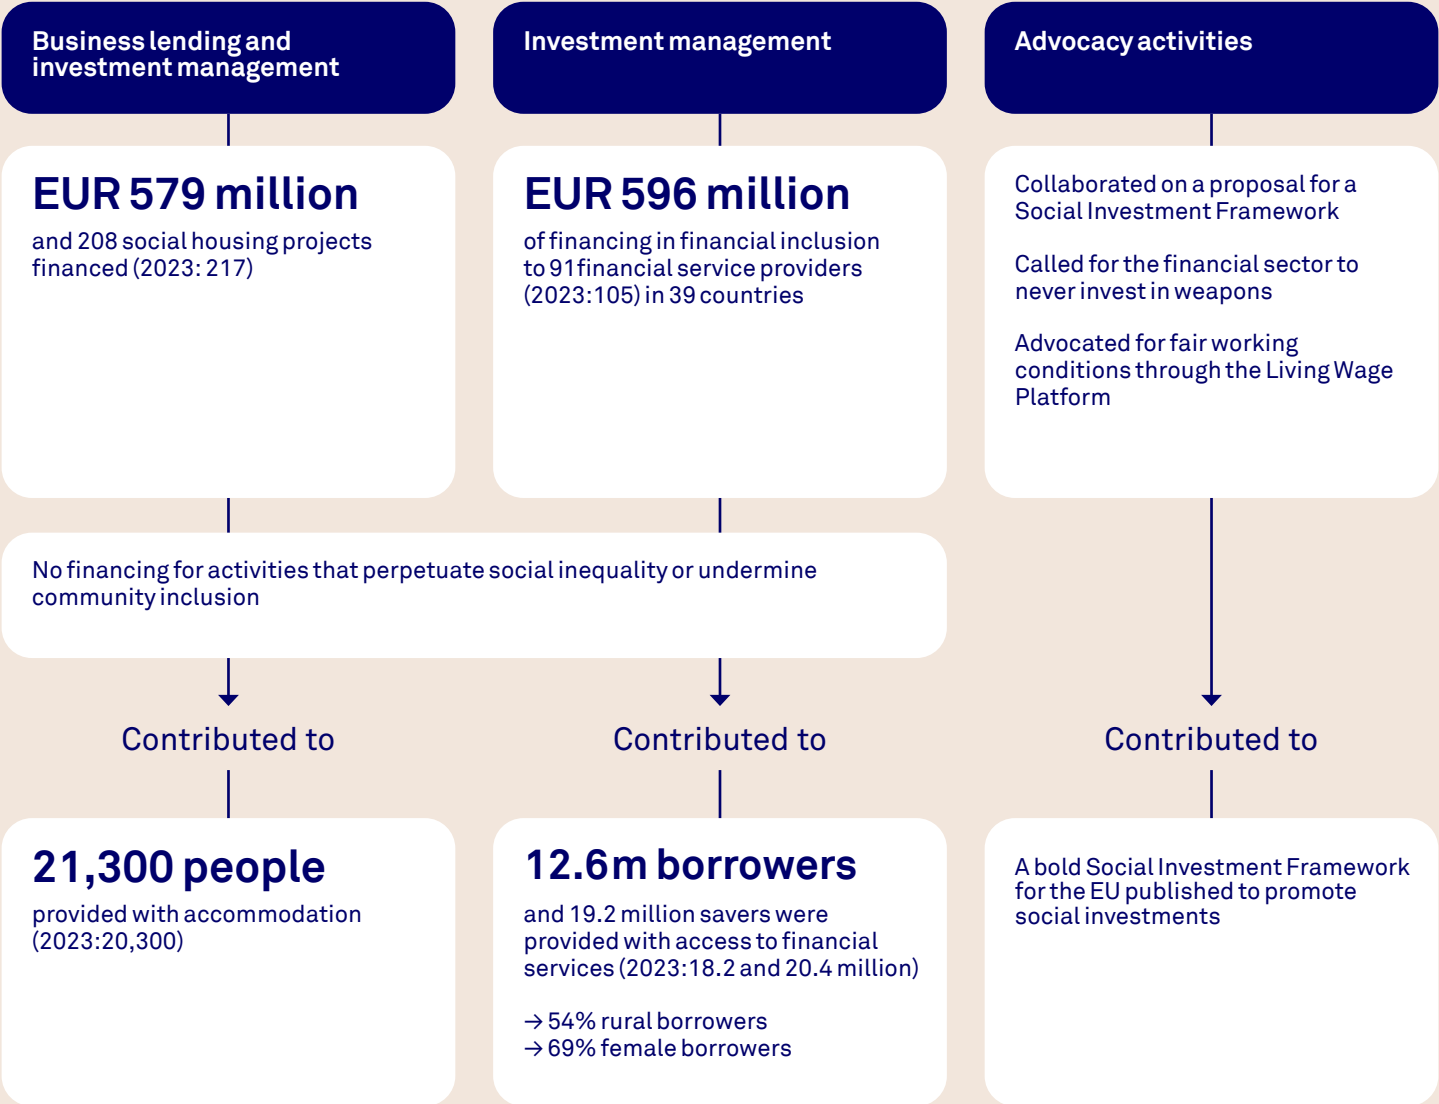 Business lending and
investment management
Investment management
Advocacy activities
EUR 579 million
and 208 social housing projects
financed (2023: 217)
EUR 596 million
of financing in financial inclusion
to 91financial service providers
(2023:105) in 39 countries
Collaborated on a proposal for a
Social Investment Framework
Called for the financial sector to
never invest in weapons
Advocated for fair working
conditions through the Living Wage
Platform
No financing for activities that perpetuate social inequality or undermine
community inclusion
Contributed to
Contributed to
Contributed to
21,300 people
provided with accommodation
(2023:20,300)
12.6m borrowers
and 19.2 million savers were
provided with access to financial
services (2023:18.2 and 20.4 million)
→ 54% rural borrowers
→ 69% female borrowers
A bold Social Investment Framework
for the EU published to promote
social investments